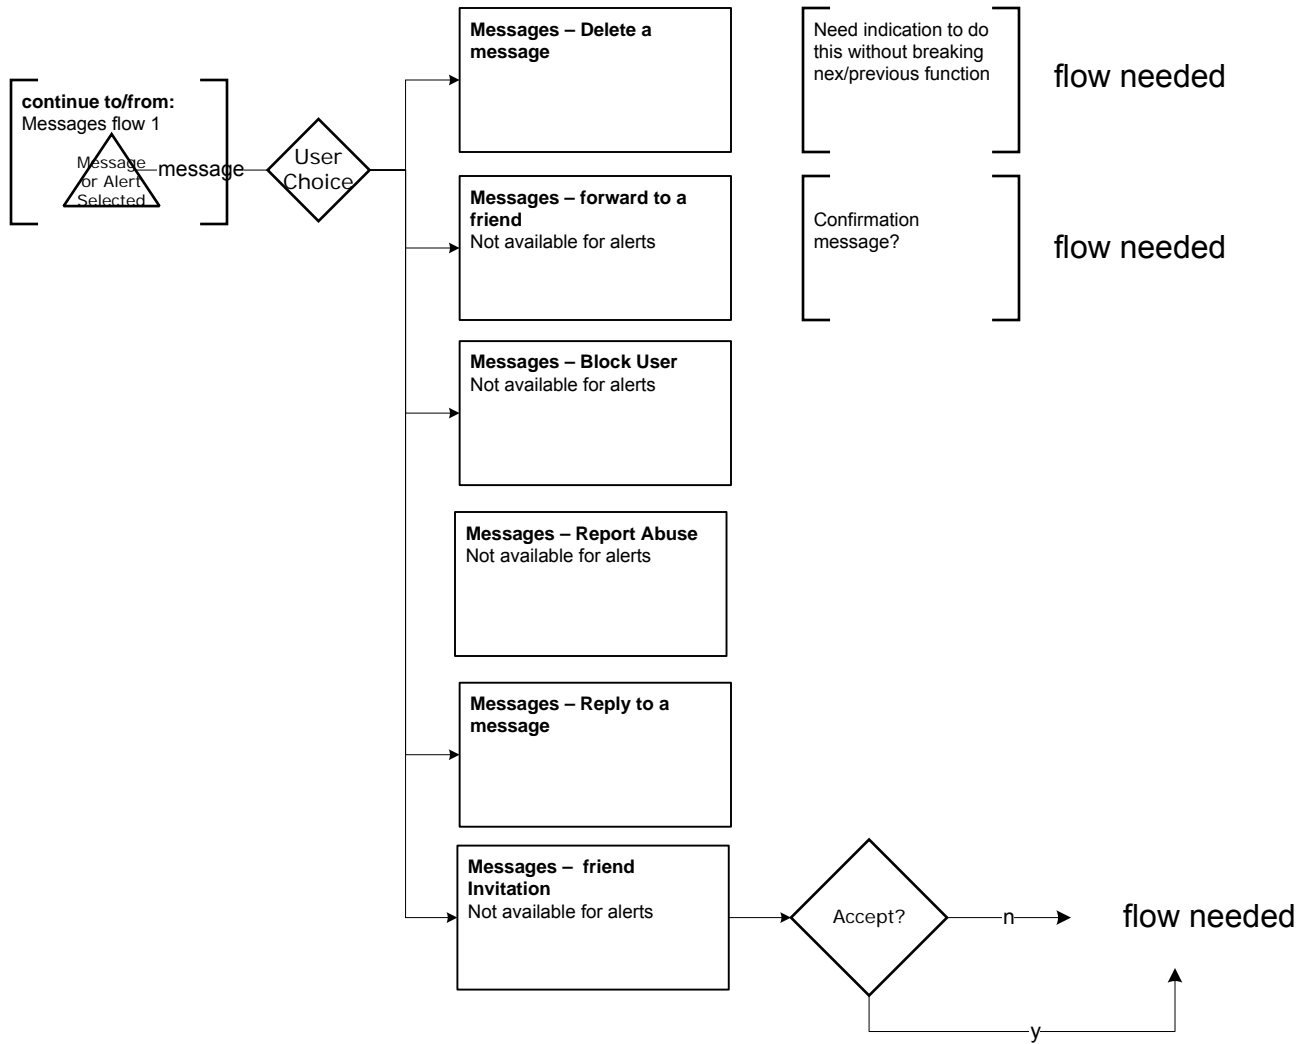 continue to/from:
Messages flow 1
Message
or Alert
Selected
message
User
Choice
Messages – Delete a
message
Need indication to do
this without breaking
nex/previous function
flow needed
Messages – forward to a
friend
Not available for alerts
Confirmation
message?
flow needed
Messages – Block User
Not available for alerts
Messages – Report Abuse
Not available for alerts
Messages – Reply to a
message
Messages –  friend
Invitation
Not available for alerts
Accept?
n
flow needed
y